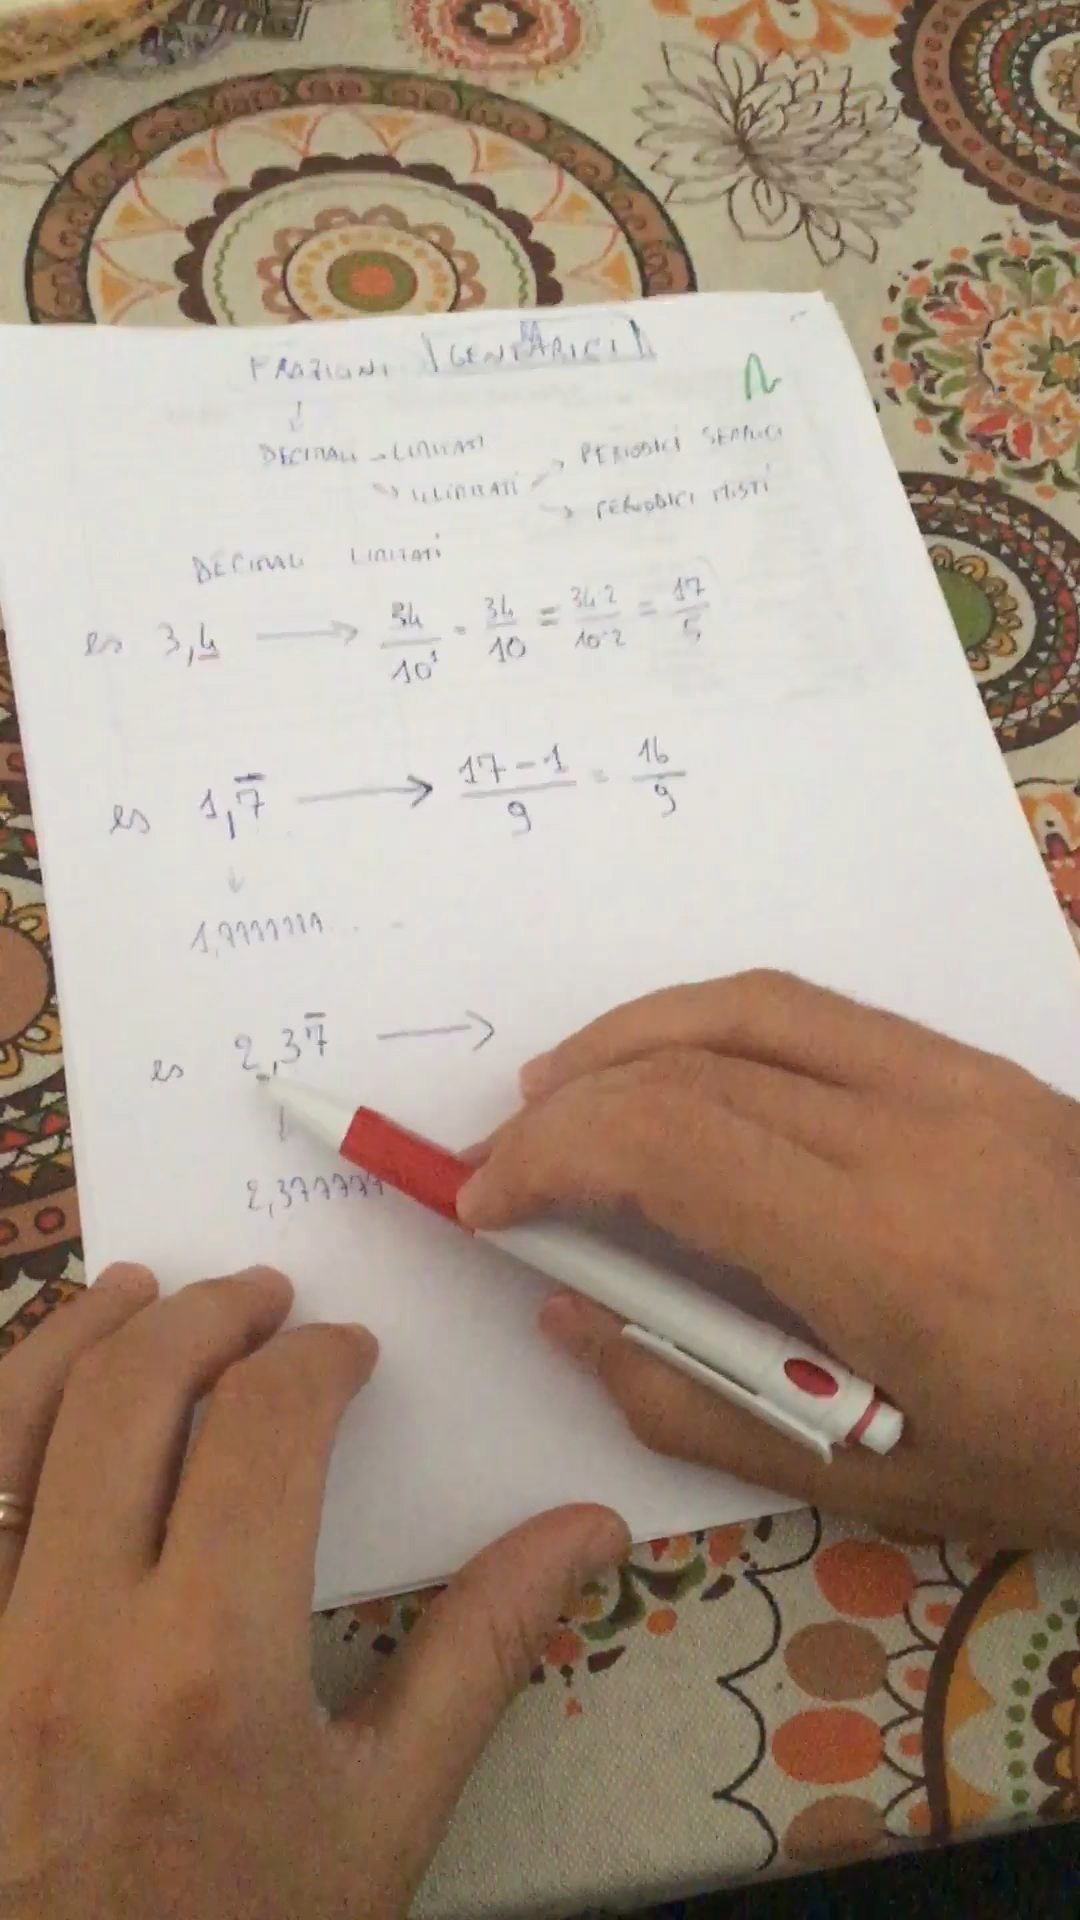 FRAZIONI GENERATRICI
DECIMALI → LIMITATI
→ ILLIMITATI → PERIODICI SEMPLICI
→ PERIODICI MISTI
DECIMALI LIMITATI
es 3,4 → 34/10¹ = 34/10 = 34:2/10:2 = 17/5
es 1,7̅ → 17-1/9 = 16/9
1,7777777...
es 2,37̅ →
2,377777